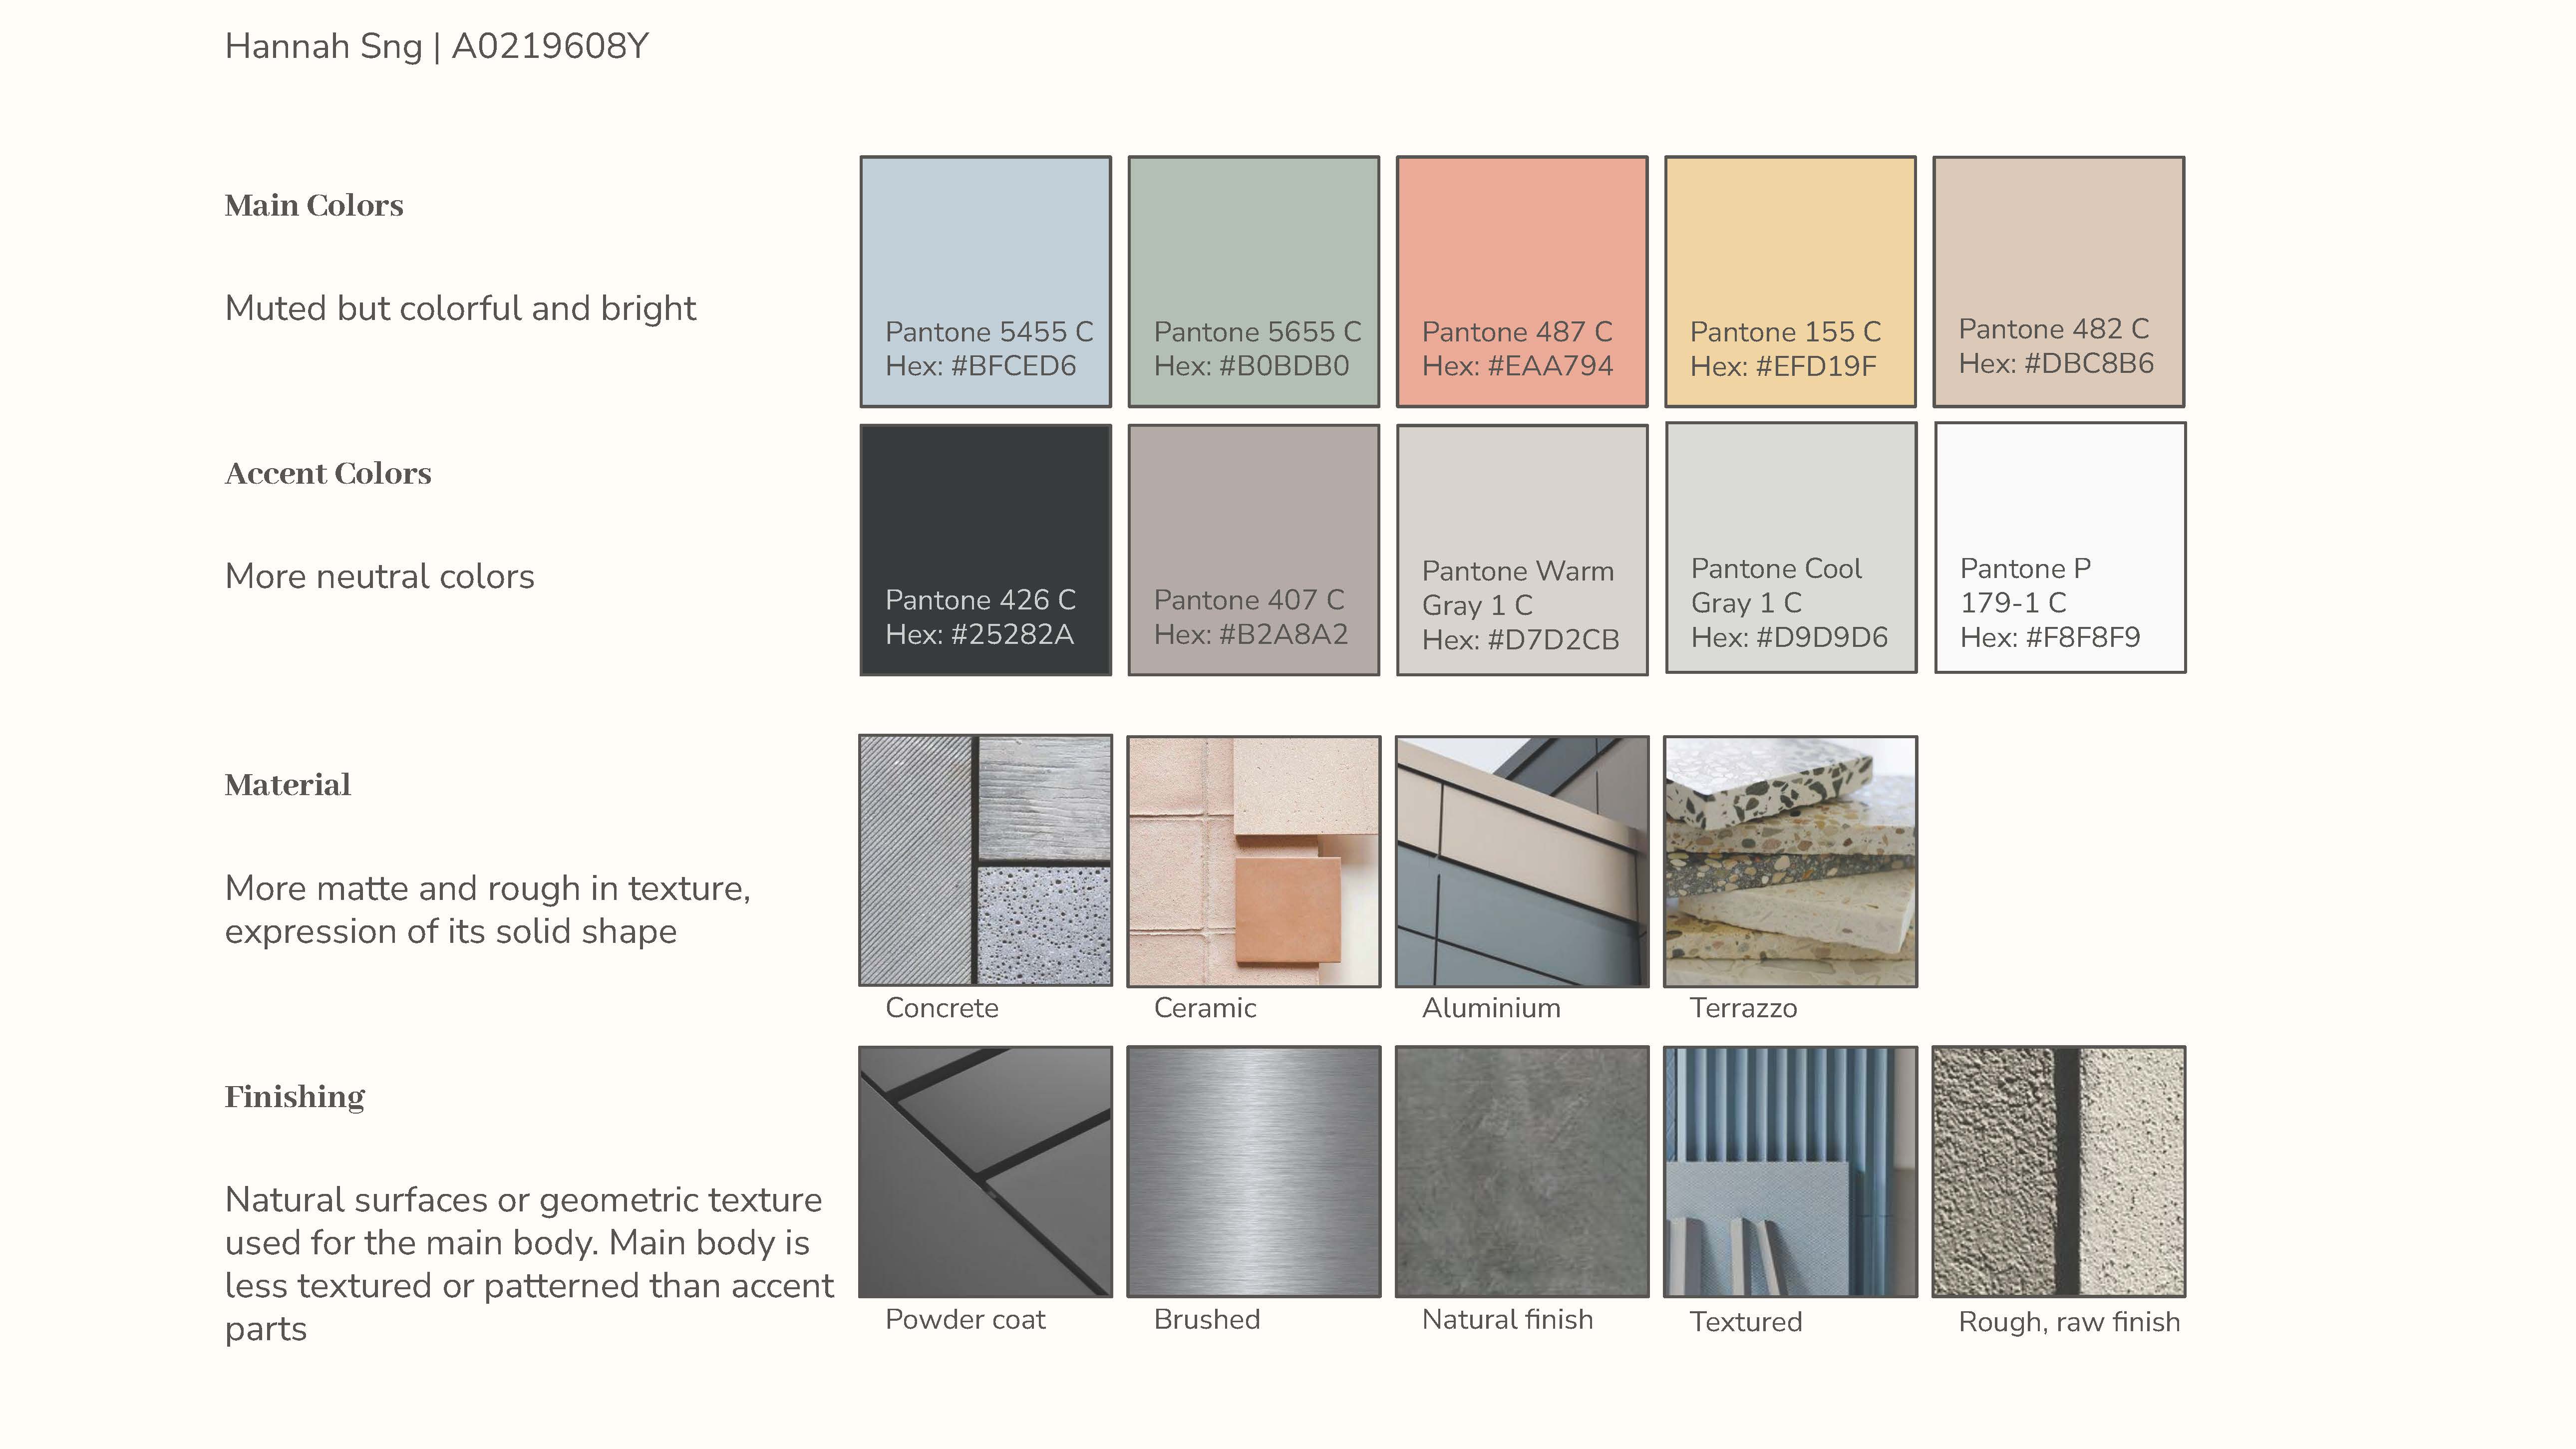 Hannah Sng | A0219608Y
Main Colors
Muted but colorful and bright
Pantone 5455 C
Hex: #BFCED6
Pantone 5655 C
Hex: #B0BDB0
Pantone 487 C
Hex: #EAA794
Pantone 155 C
Hex: #EFD19F
Pantone 482 C
Hex: #DBC8B6
Accent Colors
More neutral colors
Pantone 426 C
Hex: #25282A
Pantone 407 C
Hex: #B2A8A2
Pantone Warm
Gray 1 C
Hex: #D7D2CB
Pantone Cool
Gray 1 C
Hex: #D9D9D6
Pantone P
179-1 C
Hex: #F8F8F9
Material
More matte and rough in texture,
expression of its solid shape
Concrete
Ceramic
Aluminium
Terrazzo
Finishing
Natural surfaces or geometric texture
used for the main body. Main body is
less textured or patterned than accent
parts
Powder coat
Brushed
Natural finish
Textured
Rough, raw finish